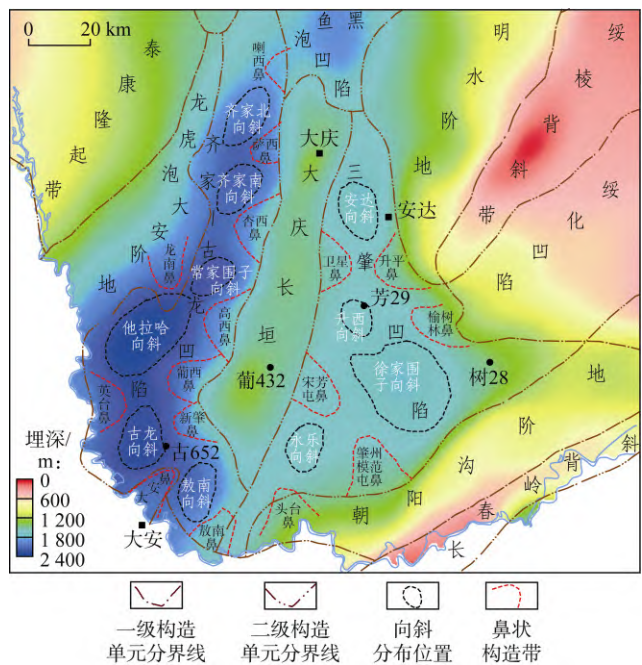 0 20 km
泰康隆起带
龙虎泡大安阶地
齐家古龙凹陷
鱼黑泡凹陷
明水阶地
绥棱背斜带
绥化凹陷
喇西鼻
齐家北向斜
萨西鼻
齐家南向斜
大庆
大庆长垣
三肇凹陷
安达向斜
安达
杏西鼻
龙南鼻
常家围子向斜
卫星鼻
升平鼻
芳29
升西向斜
榆树林鼻
他拉哈向斜
高西鼻
葡西鼻
葡432
徐家围子向斜
树28
英台鼻
新肇鼻
宋芳屯鼻
古龙向斜
古652
永乐向斜
肇州模范屯鼻
朝阳沟阶地
长春岭背斜
大安鼻
敖南向斜
敖南鼻
头台鼻
大安
埋深/
m:
0
600
1 200
1 800
2 400
一级构造
单元分界线
二级构造
单元分界线
向斜
分布位置
鼻状
构造带